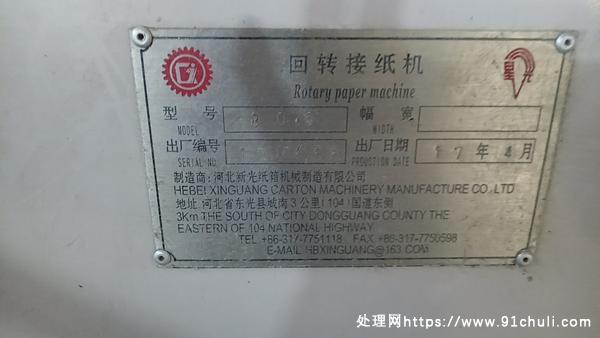 回转接纸机
星光
Rotary paper machine
型号 幅宽
MODEL WIDTH
出厂编号 出厂日期 17年4月
SERIAL NO. PRODUCTION DATE
制造商:河北新光纸箱机械制造有限公司
HEBEI XINGUANG CARTON MACHINERY MANUFACTURE CO., LTD
地址:河北省东光县城南3公里(104)国道东侧
3Km THE SOUTH OF CITY DONGGUANG COUNTY THE
EASTERN OF 104 NATIONAL HIGHWAY
TEL +86-317-7751118 FAX +86-317-7750598
E-MAIL HBXINGUANG@163.COM
处理网https://www.91chuli.com/